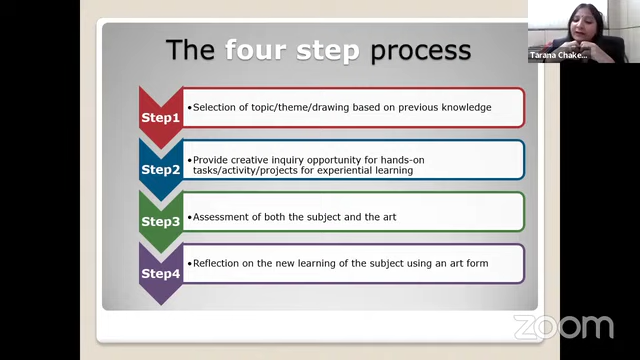 The four step process
Tarana Chake...
Step1
•Selection of topic/theme/drawing based on previous knowledge
Step2
•Provide creative inquiry opportunity for hands-on
tasks/activity/projects for experiential learning
Step3
•Assessment of both the subject and the art
Step4
•Reflection on the new learning of the subject using an art form
zoom